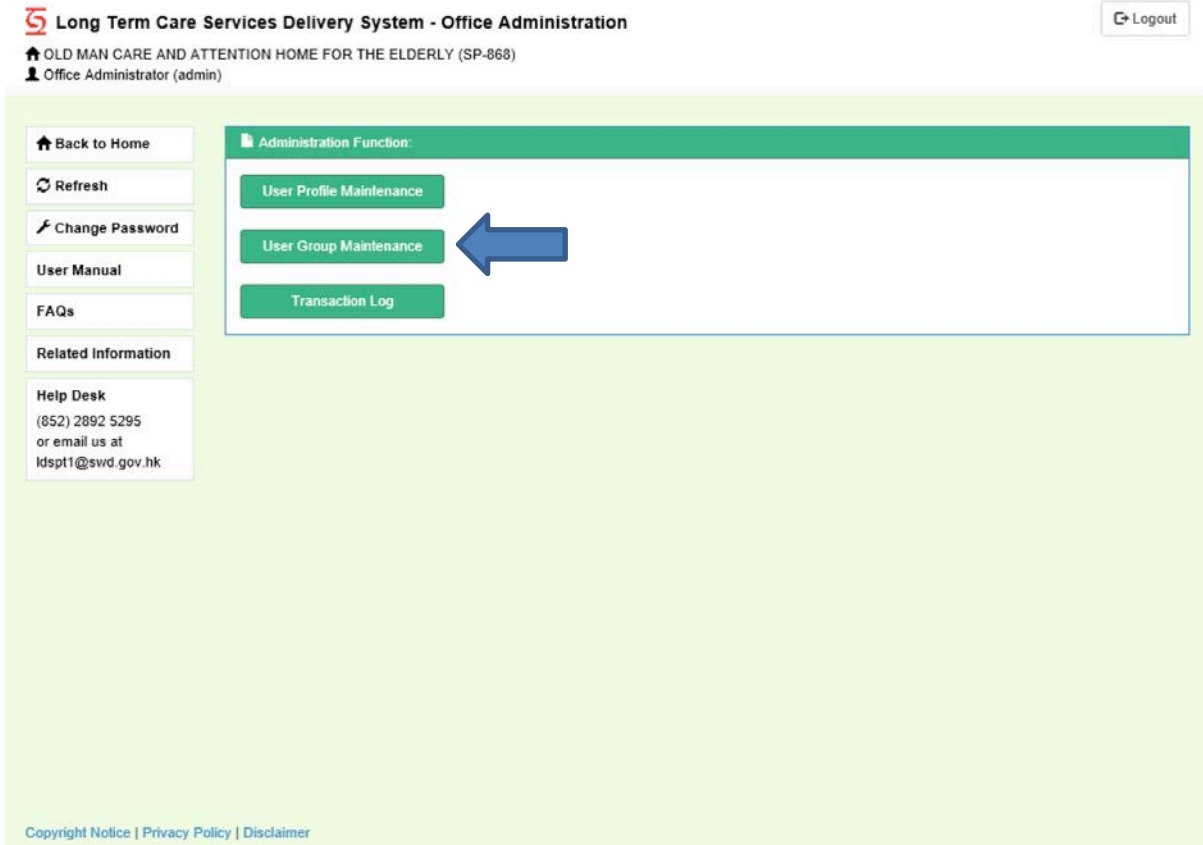 Long Term Care Services Delivery System - Office Administration
Logout
OLD MAN CARE AND ATTENTION HOME FOR THE ELDERLY (SP-868)
Office Administrator (admin)
Back to Home
Refresh
Change Password
User Manual
FAQs
Related Information
Help Desk
(852) 2892 5295
or email us at
ldspt1@swd.gov.hk
Administration Function:
User Profile Maintenance
User Group Maintenance
Transaction Log
Copyright Notice | Privacy Policy | Disclaimer